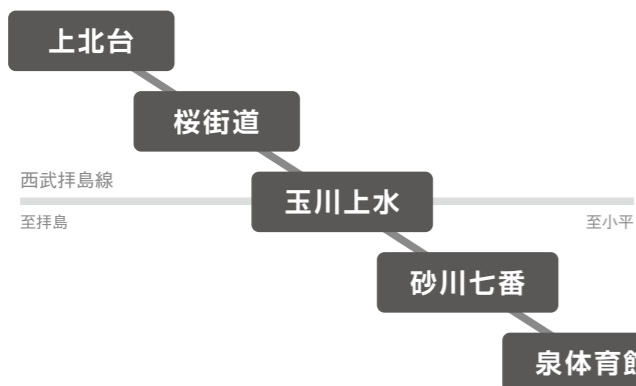 上北台
桜街道
西武拝島線
玉川上水
至拝島
至小平
砂川七番
泉体育館